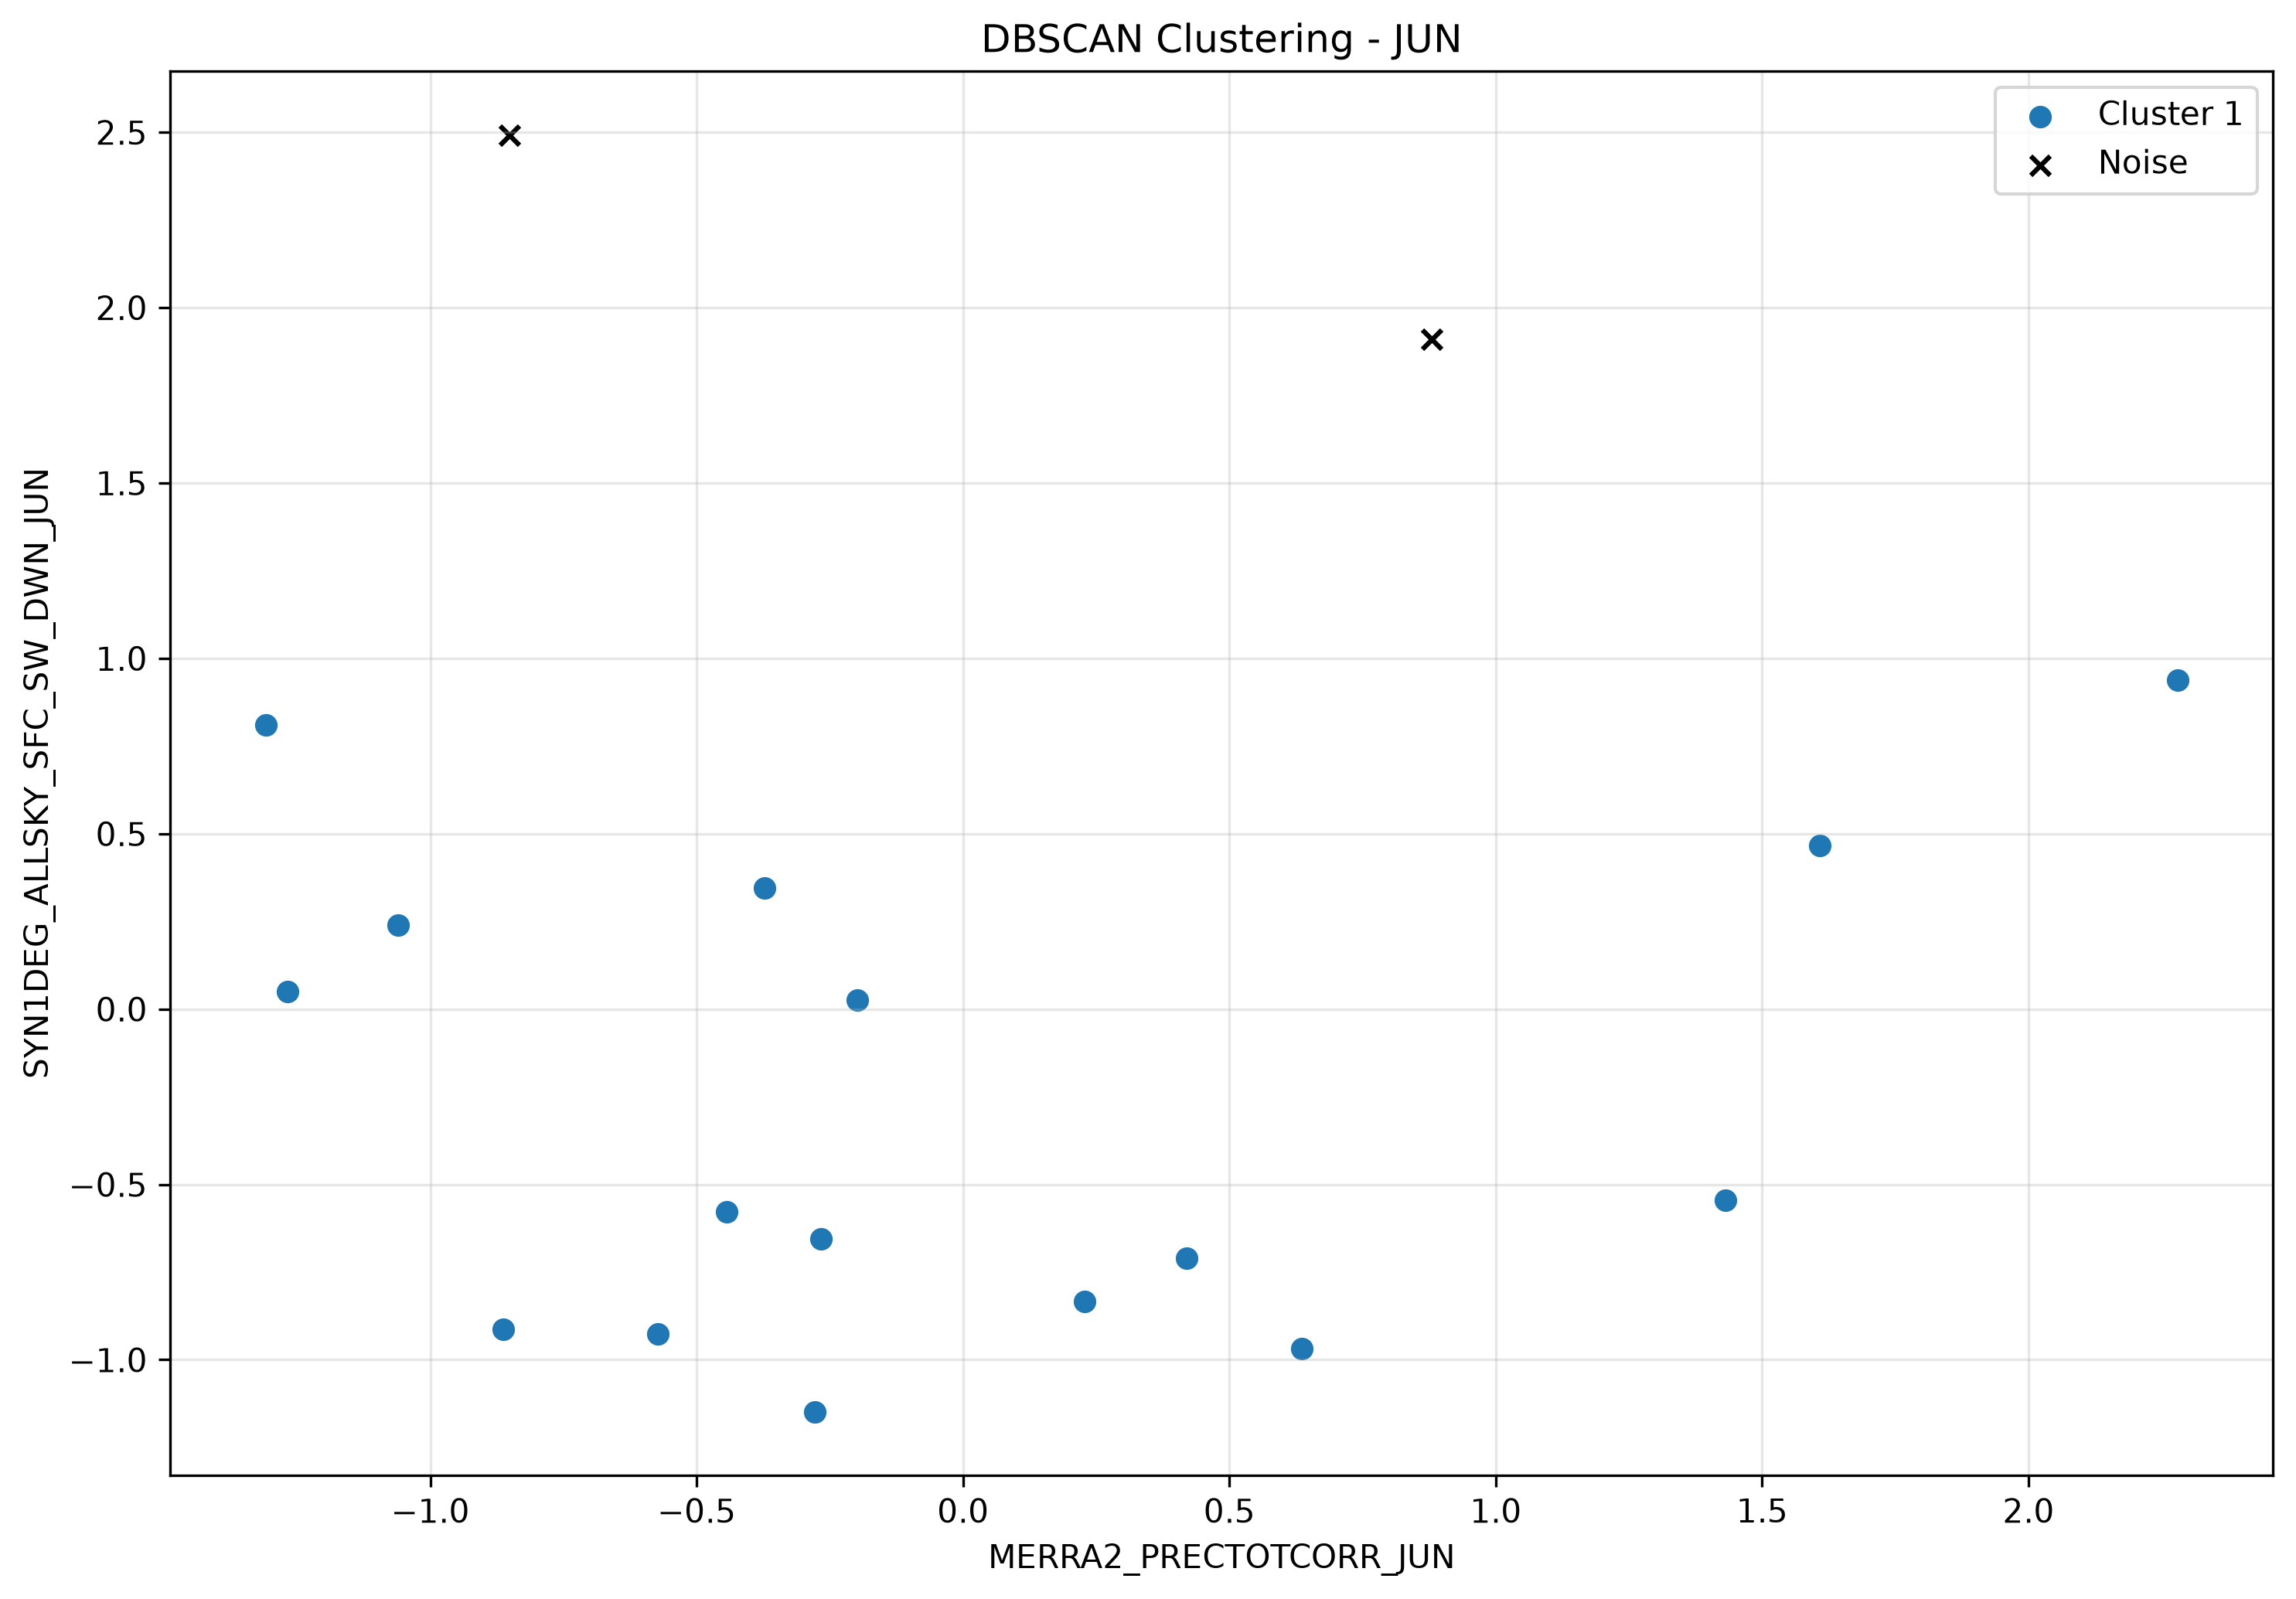 DBSCAN Clustering - JUN
Cluster 1
Noise
2.5
2.0
1.5
1.0
0.5
0.0
−0.5
−1.0
SYN1DEG_ALLSKY_SFC_SW_DWN_JUN
−1.0 −0.5 0.0 0.5 1.0 1.5 2.0
MERRA2_PRECTOTCORR_JUN